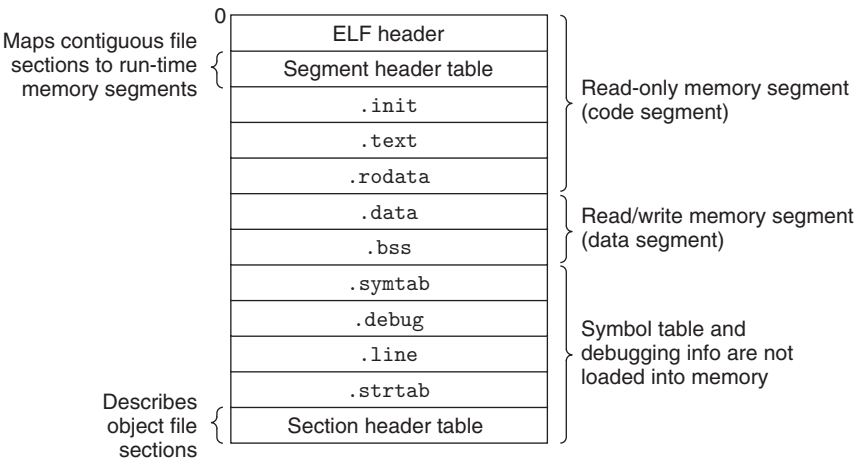 0
Maps contiguous file
sections to run-time
memory segments
ELF header
Segment header table
.init
.text
.rodata
.data
.bss
.symtab
.debug
.line
.strtab
Section header table
Describes
object file
sections
Read-only memory segment
(code segment)
Read/write memory segment
(data segment)
Symbol table and
debugging info are not
loaded into memory